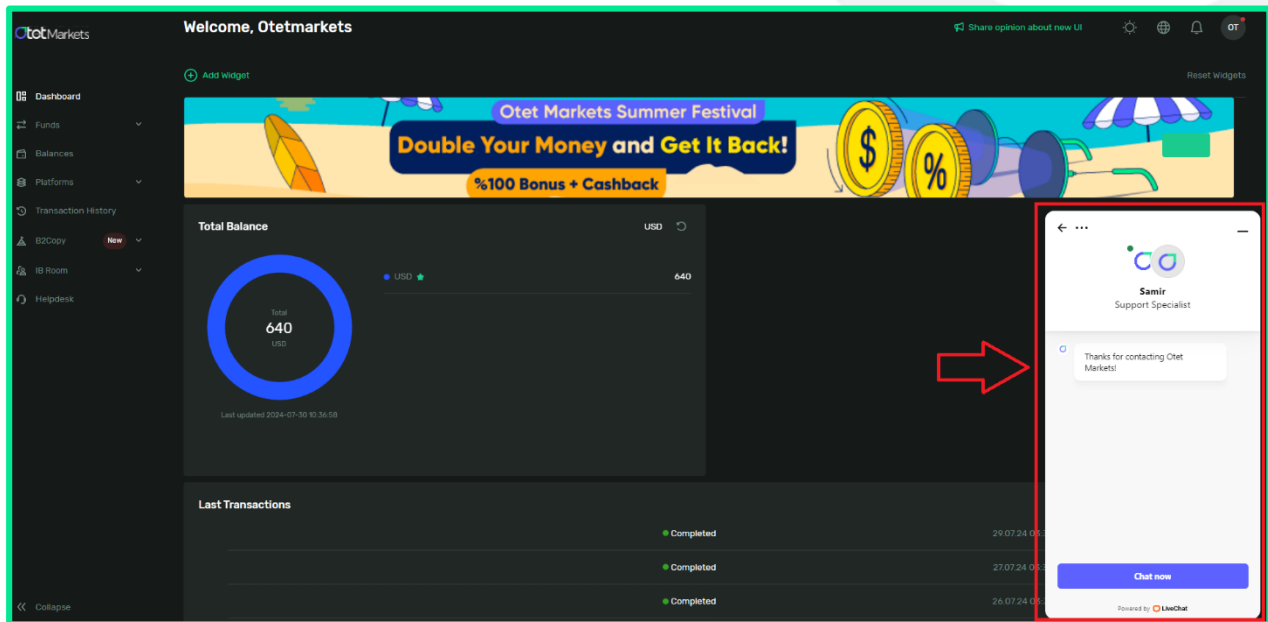 OtetMarkets
Welcome, Otetmarkets
Share opinion about new UI
OT
Add Widget
Reset Widgets
Dashboard
Funds
Balances
Platforms
Transaction History
B2Copy New
IB Room
Helpdesk
Collapse
Otet Markets Summer Festival
Double Your Money and Get It Back!
%100 Bonus + Cashback
$
%
Total Balance
USD
USD
640
Total
640
USD
Last updated 2024-07-30 10:36:58
Last Transactions
Completed
29.07.24 03:
Completed
27.07.24 03:
Completed
26.07.24 03:
Samir
Support Specialist
Thanks for contacting Otet
Markets!
Chat now
Powered by LiveChat